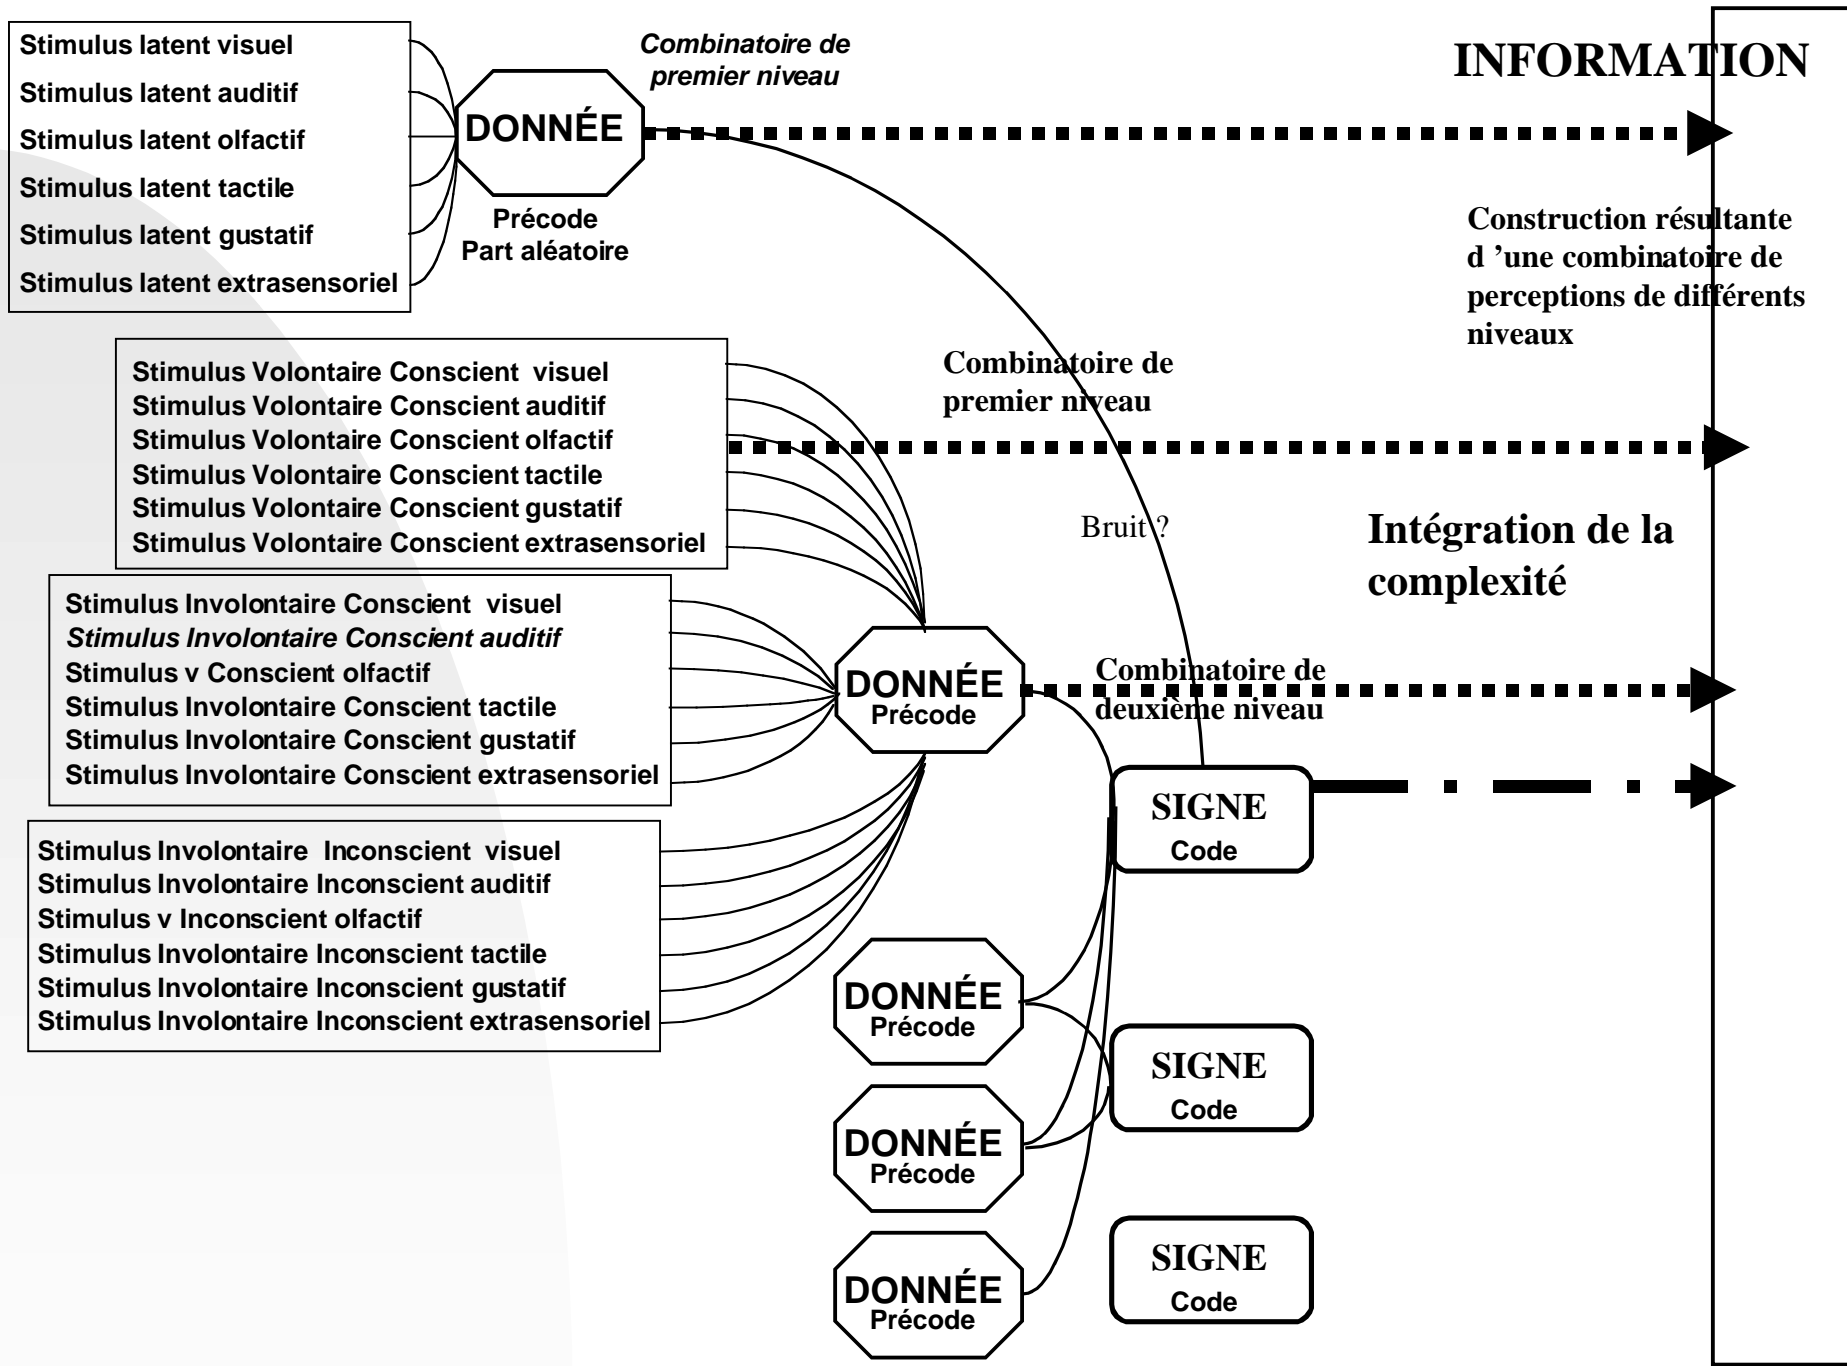 Stimulus latent visuel
Stimulus latent auditif
Stimulus latent olfactif
Stimulus latent tactile
Stimulus latent gustatif
Stimulus latent extrasensoriel
DONNÉE
Précode
Part aléatoire
Combinatoire de
premier niveau
INFORMATION
Construction résultante
d ’une combinatoire de
perceptions de différents
niveaux
Stimulus Volontaire Conscient  visuel
Stimulus Volontaire Conscient auditif
Stimulus Volontaire Conscient olfactif
Stimulus Volontaire Conscient tactile
Stimulus Volontaire Conscient gustatif
Stimulus Volontaire Conscient extrasensoriel
Combinatoire de
premier niveau
Bruit ?
Intégration de la
complexité
Stimulus Involontaire Conscient  visuel
Stimulus Involontaire Conscient auditif
Stimulus v Conscient olfactif
Stimulus Involontaire Conscient tactile
Stimulus Involontaire Conscient gustatif
Stimulus Involontaire Conscient extrasensoriel
DONNÉE
Précode
Combinatoire de
deuxième niveau
SIGNE
Code
Stimulus Involontaire  Inconscient  visuel
Stimulus Involontaire Inconscient auditif
Stimulus v Inconscient olfactif
Stimulus Involontaire Inconscient tactile
Stimulus Involontaire Inconscient gustatif
Stimulus Involontaire Inconscient extrasensoriel
DONNÉE
Précode
SIGNE
Code
DONNÉE
Précode
SIGNE
Code
DONNÉE
Précode